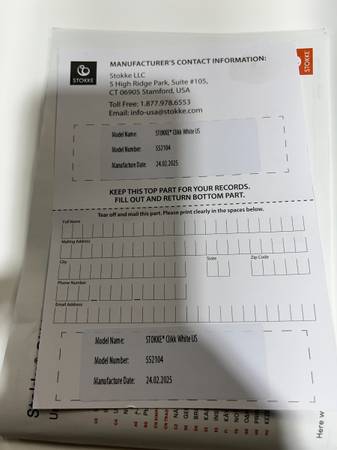 MANUFACTURER'S CONTACT INFORMATION:
STOKKE
STOKKE
Stokke LLC
5 High Ridge Park, Suite #105,
CT 06905 Stamford, USA
Toll Free: 1.877.978.6553
Email: info-usa@stokke.com
Model Name: STOKKE® Clikk White US
Model Number: 552104
Manufacture Date: 24.02.2025
KEEP THIS TOP PART FOR YOUR RECORDS.
FILL OUT AND RETURN BOTTOM PART.
Tear off and mail this part. Please print clearly in the spaces below.
Full Name
Mailing Address
City State Zip Code
Phone Number
Email Address
Model Name: STOKKE® Clikk White US
Model Number: 552104
Manufacture Date: 24.02.2025
Here w